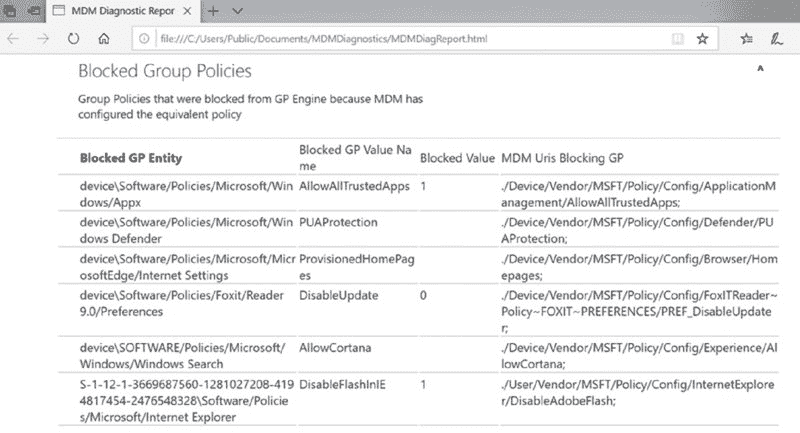 MDM Diagnostic Repor
file:///C:/Users/Public/Documents/MDMDiagnostics/MDMDiagReport.html
Blocked Group Policies
Group Policies that were blocked from GP Engine because MDM has
configured the equivalent policy
Blocked GP Entity
Blocked GP Value Na
me
Blocked Value
MDM Uris Blocking GP
device\Software/Policies/Microsoft/Win
dows/Appx
AllowAllTrustedApps
1
./Device/Vendor/MSFT/Policy/Config/ApplicationM
anagement/AllowAllTrustedApps;
device\Software/Policies/Microsoft/Win
dows Defender
PUAProtection
./Device/Vendor/MSFT/Policy/Config/Defender/PU
AProtection;
device\Software/Policies/Microsoft/Micr
osoftEdge/Internet Settings
ProvisionedHomePag
es
./Device/Vendor/MSFT/Policy/Config/Browser/Hom
epages;
device\Software/Policies/Foxit/Reader
9.0/Preferences
DisableUpdate
0
./Device/Vendor/MSFT/Policy/Config/FoxITReader~
Policy~FOXIT~PREFERENCES/PREF_DisableUpdate
r;
device\SOFTWARE/Policies/Microsoft/
Windows/Windows Search
AllowCortana
./Device/Vendor/MSFT/Policy/Config/Experience/Al
lowCortana;
S-1-12-1-3669687560-1281027208-419
4817454-2476548328\Software/Policie
s/Microsoft/Internet Explorer
DisableFlashInIE
1
./User/Vendor/MSFT/Policy/Config/InternetExplore
r/DisableAdobeFlash;